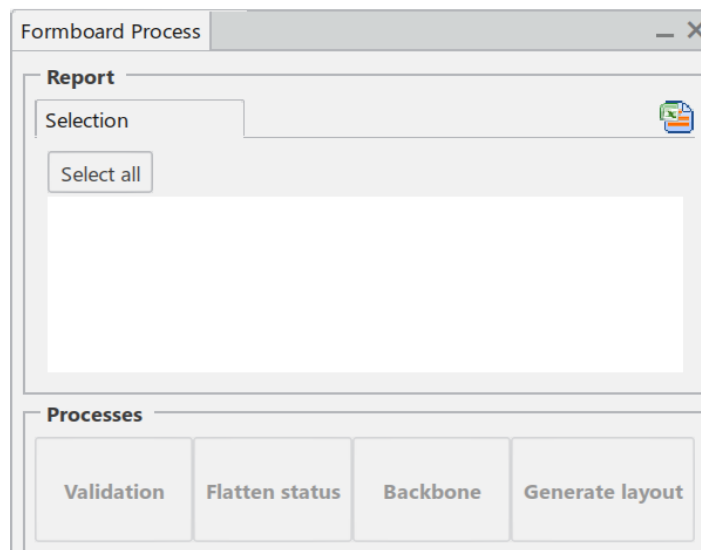 Formboard Process
Report
Selection
Select all
Processes
Validation
Flatten status
Backbone
Generate layout